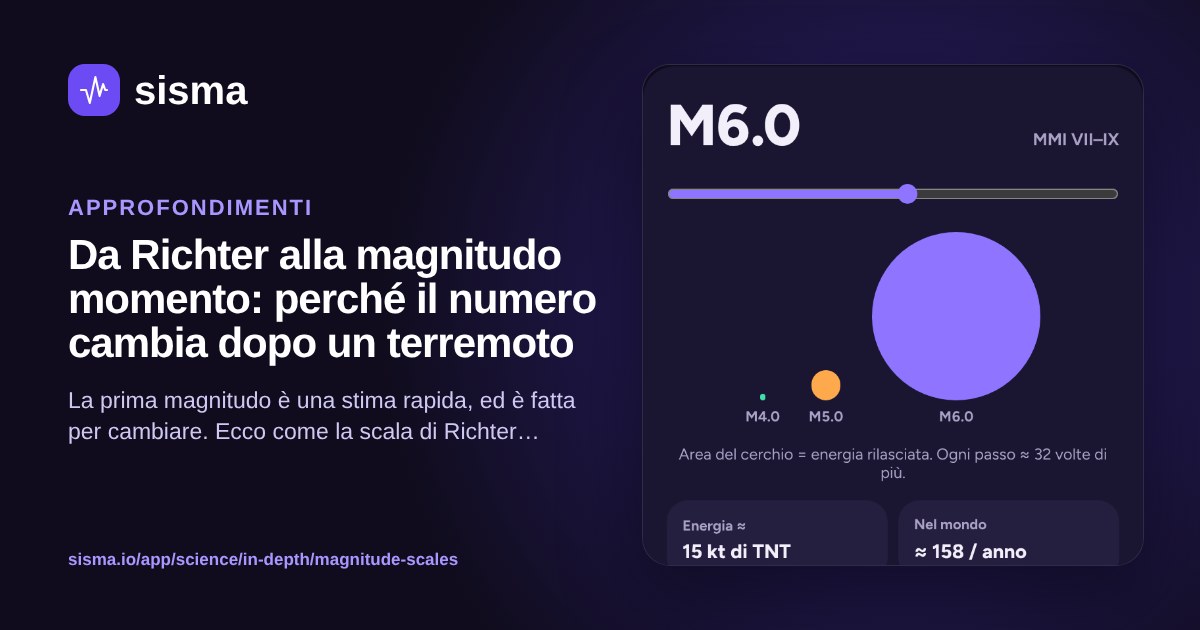 sisma
APPROFONDIMENTI
Da Richter alla magnitudo
momento: perché il numero
cambia dopo un terremoto
La prima magnitudo è una stima rapida, ed è fatta
per cambiare. Ecco come la scala di Richter…
sisma.io/app/science/in-depth/magnitude-scales
M6.0
MMI VII–IX
M4.0
M5.0
M6.0
Area del cerchio = energia rilasciata. Ogni passo ≈ 32 volte di
più.
Energia ≈
15 kt di TNT
Nel mondo
≈ 158 / anno